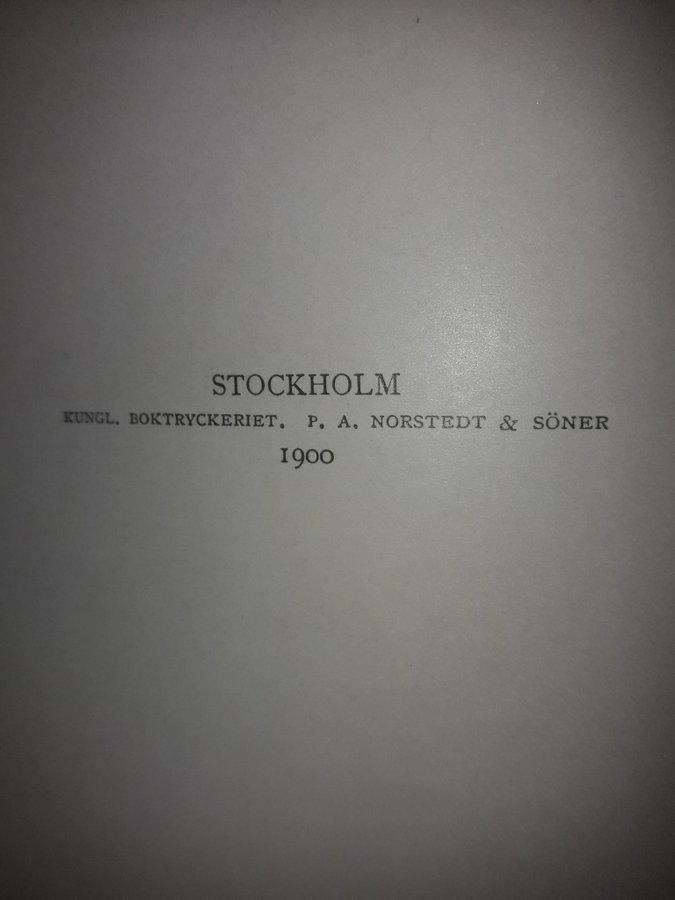 STOCKHOLM
KUNGL. BOKTRYCKERIET. P. A. NORSTEDT & SÖNER
1900